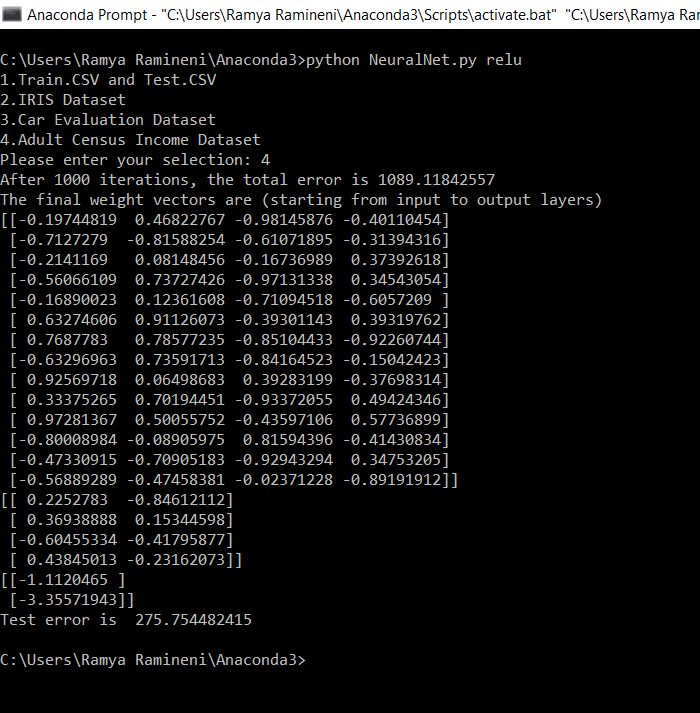 Anaconda Prompt - "C:\Users\Ramya Ramineni\Anaconda3\Scripts\activate.bat" "C:\Users\Ramya Ram
C:\Users\Ramya Ramineni\Anaconda3>python NeuralNet.py relu
1.Train.CSV and Test.CSV
2.IRIS Dataset
3.Car Evaluation Dataset
4.Adult Census Income Dataset
Please enter your selection: 4
After 1000 iterations, the total error is 1089.11842557
The final weight vectors are (starting from input to output layers)
[[-0.19744819  0.46822767 -0.98145876 -0.40110454]
 [-0.7127279  -0.81588254 -0.61071895 -0.31394316]
 [-0.2141169   0.08148456 -0.16736989  0.37392618]
 [-0.56066109  0.73727426 -0.97131338  0.34543054]
 [-0.16890023  0.12361608 -0.71094518 -0.6057209 ]
 [ 0.63274606  0.91126073 -0.39301143  0.39319762]
 [ 0.7687783   0.78577235 -0.85104433 -0.92260744]
 [-0.63296963  0.73591713 -0.84164523 -0.15042423]
 [ 0.92569718  0.06498683  0.39283199 -0.37698314]
 [ 0.33375265  0.70194451 -0.93372055  0.49424346]
 [ 0.97281367  0.50055752 -0.43597106  0.57736899]
 [-0.80008984 -0.08905975  0.81594396 -0.41430834]
 [-0.47330915 -0.70905183 -0.92943294  0.34753205]
 [-0.56889289 -0.47458381 -0.02371228 -0.89191912]]
[[ 0.2252783  -0.84612112]
 [ 0.36938888  0.15344598]
 [-0.60455334 -0.41795877]
 [ 0.43845013 -0.23162073]]
[[-1.1120465 ]
 [-3.35571943]]
Test error is  275.754482415
C:\Users\Ramya Ramineni\Anaconda3>